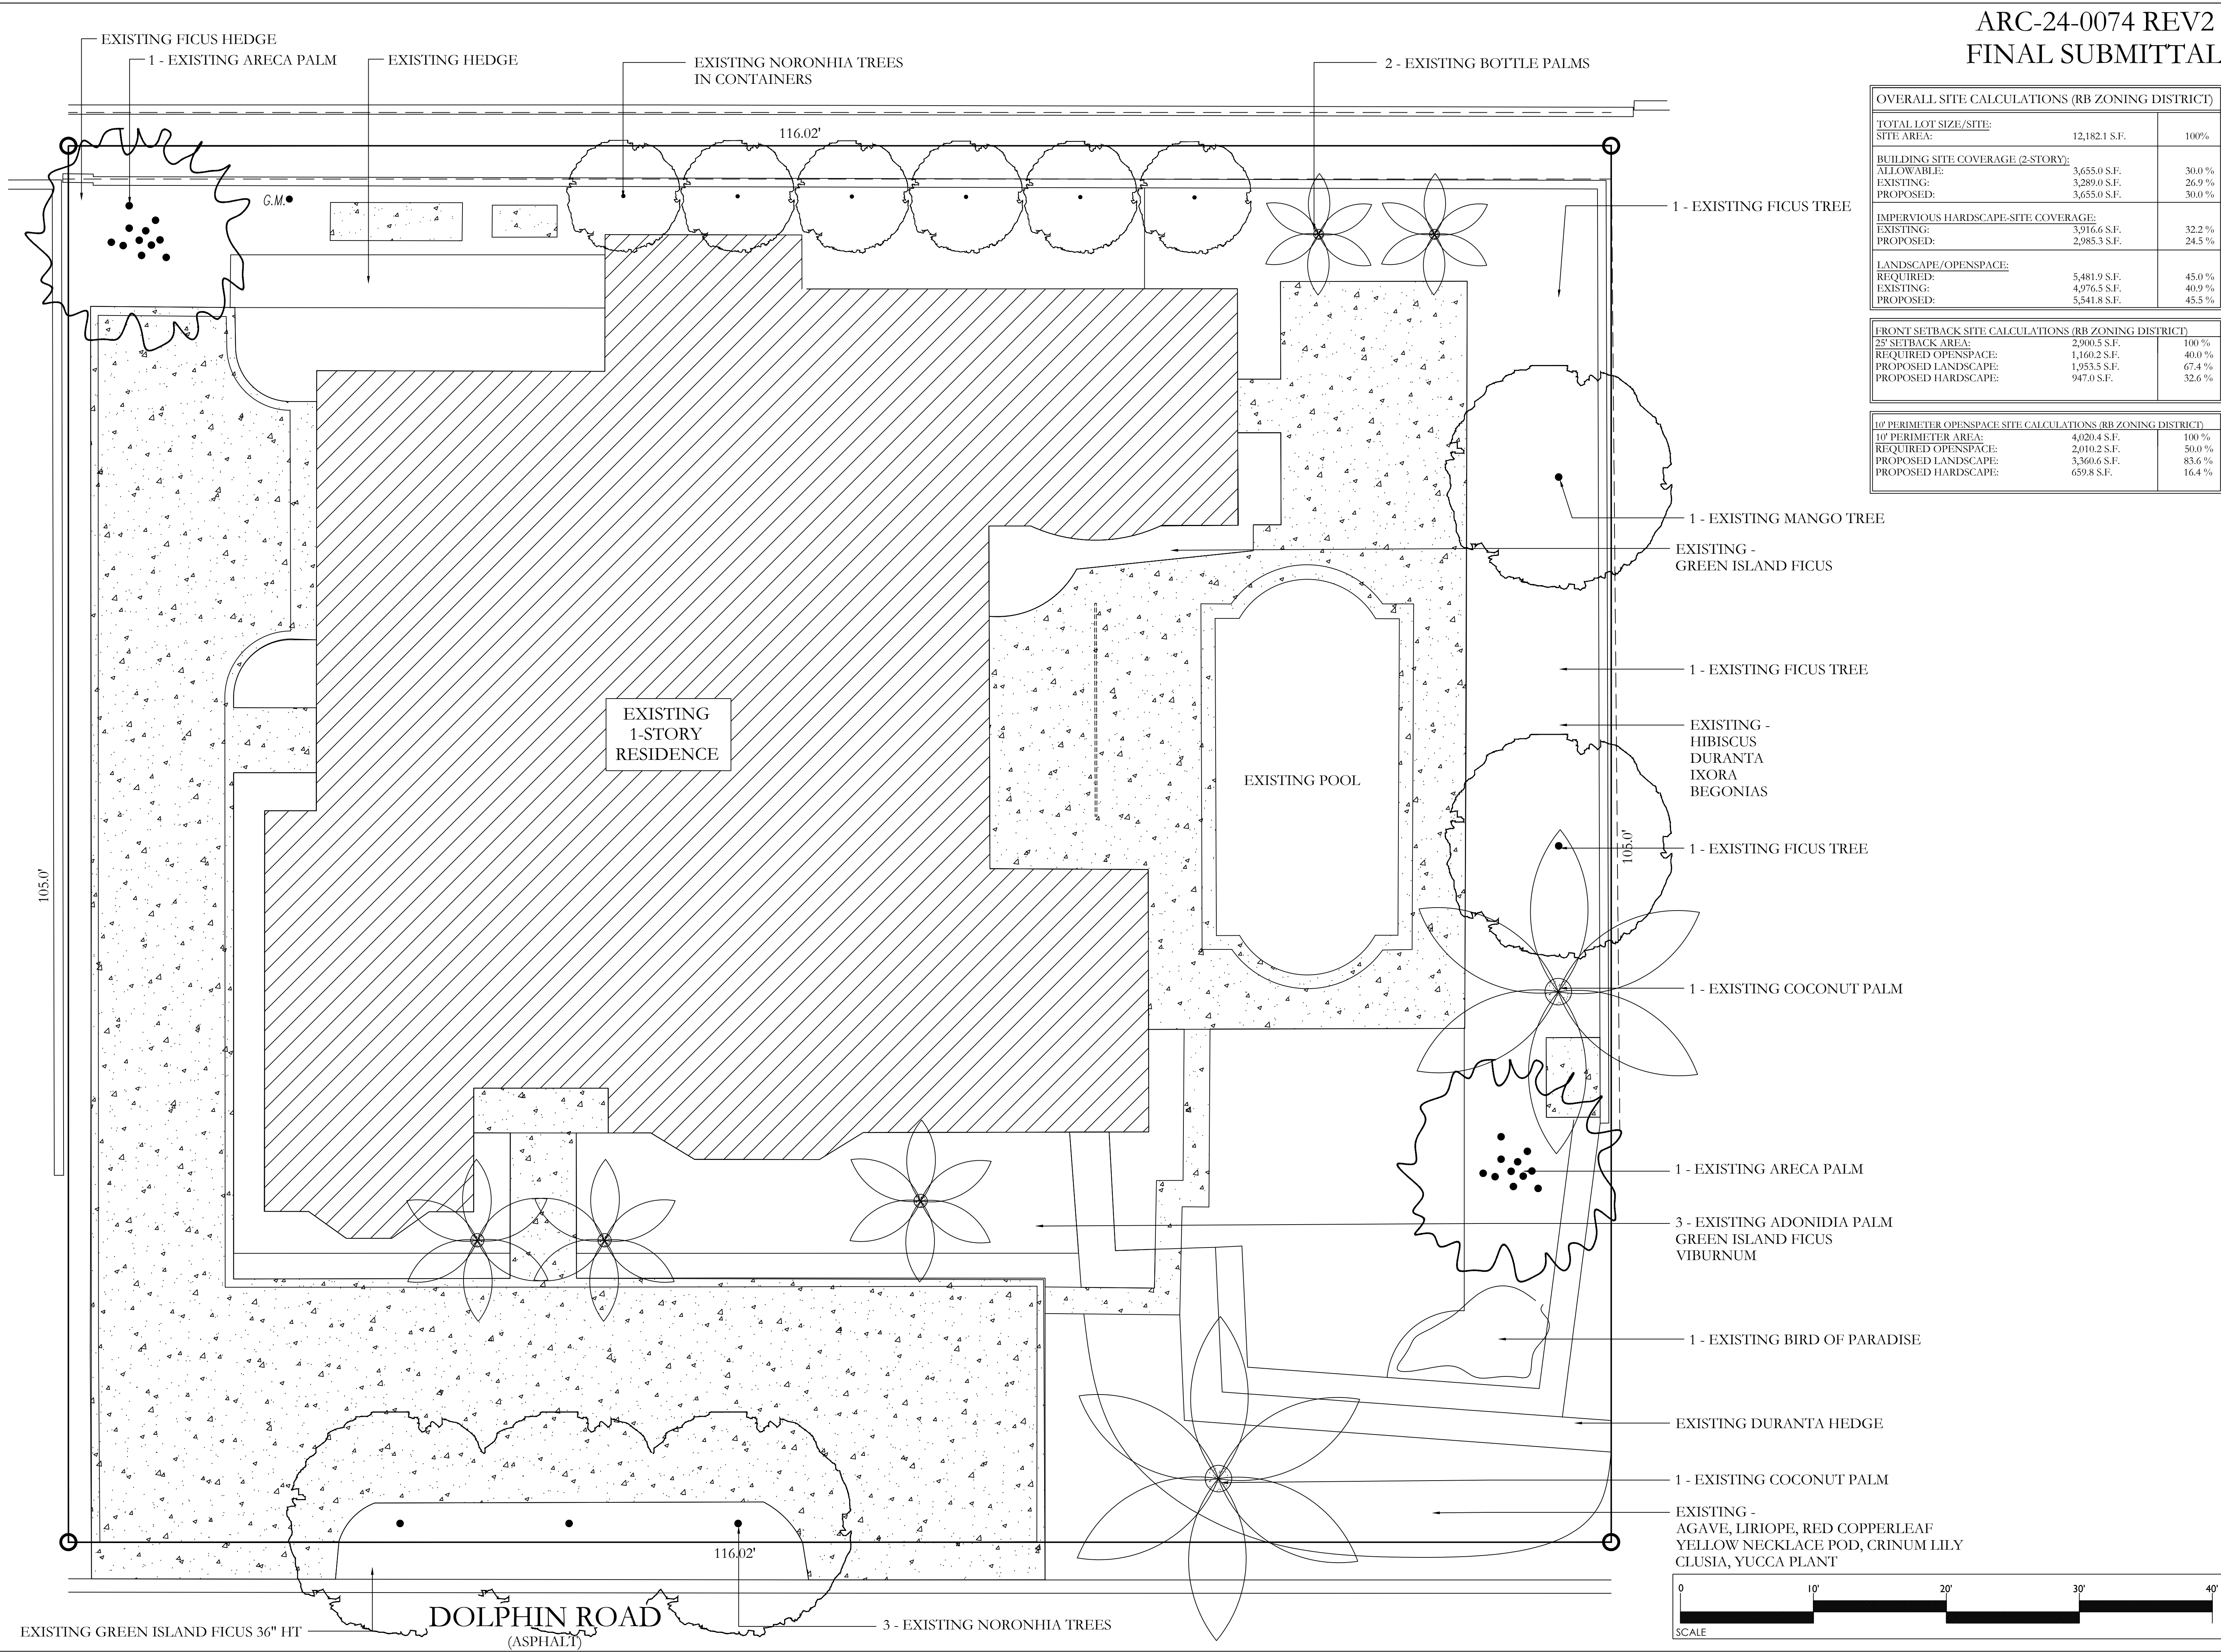 ARC-24-0074 REV2
FINAL SUBMITTAL
EXISTING FICUS HEDGE
1 - EXISTING ARECA PALM
EXISTING HEDGE
EXISTING NORONHIA TREES
IN CONTAINERS
2 - EXISTING BOTTLE PALMS
116.02'
G.M.
OVERALL SITE CALCULATIONS (RB ZONING DISTRICT)
TOTAL LOT SIZE/SITE:
SITE AREA: 12,182.1 S.F. 100%
BUILDING SITE COVERAGE (2-STORY):
ALLOWABLE: 3,655.0 S.F. 30.0 %
EXISTING: 3,289.0 S.F. 26.9 %
PROPOSED: 3,655.0 S.F. 30.0 %
IMPERVIOUS HARDSCAPE-SITE COVERAGE:
EXISTING: 3,916.6 S.F. 32.2 %
PROPOSED: 2,985.3 S.F. 24.5 %
LANDSCAPE/OPENSPACE:
REQUIRED: 5,481.9 S.F. 45.0 %
EXISTING: 4,976.5 S.F. 40.9 %
PROPOSED: 5,541.8 S.F. 45.5 %
FRONT SETBACK SITE CALCULATIONS (RB ZONING DISTRICT)
25' SETBACK AREA: 2,900.5 S.F. 100 %
REQUIRED OPENSPACE: 1,160.2 S.F. 40.0 %
PROPOSED LANDSCAPE: 1,953.5 S.F. 67.4 %
PROPOSED HARDSCAPE: 947.0 S.F. 32.6 %
10' PERIMETER OPENSPACE SITE CALCULATIONS (RB ZONING DISTRICT)
10' PERIMETER AREA: 4,020.4 S.F. 100 %
REQUIRED OPENSPACE: 2,010.2 S.F. 50.0 %
PROPOSED LANDSCAPE: 3,360.6 S.F. 83.6 %
PROPOSED HARDSCAPE: 659.8 S.F. 16.4 %
1 - EXISTING FICUS TREE
1 - EXISTING MANGO TREE
EXISTING -
GREEN ISLAND FICUS
1 - EXISTING FICUS TREE
EXISTING
1-STORY
RESIDENCE
EXISTING POOL
EXISTING -
HIBISCUS
DURANTA
IXORA
BEGONIAS
105.0'
105.0'
1 - EXISTING FICUS TREE
1 - EXISTING COCONUT PALM
1 - EXISTING ARECA PALM
3 - EXISTING ADONIDIA PALM
GREEN ISLAND FICUS
VIBURNUM
1 - EXISTING BIRD OF PARADISE
EXISTING DURANTA HEDGE
1 - EXISTING COCONUT PALM
EXISTING -
AGAVE, LIRIOPE, RED COPPERLEAF
YELLOW NECKLACE POD, CRINUM LILY
CLUSIA, YUCCA PLANT
116.02'
0 10' 20' 30' 40'
SCALE
DOLPHIN ROAD
(ASPHALT)
3 - EXISTING NORONHIA TREES
EXISTING GREEN ISLAND FICUS 36" HT